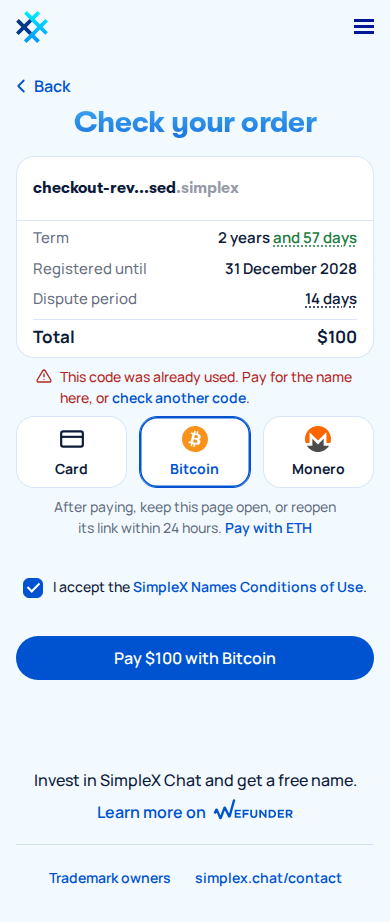 Back
Check your order
checkout-rev...sed.simplex
Term 2 years and 57 days
Registered until 31 December 2028
Dispute period 14 days
Total $100
This code was already used. Pay for the name
here, or check another code.
Card Bitcoin Monero
After paying, keep this page open, or reopen
its link within 24 hours. Pay with ETH
I accept the SimpleX Names Conditions of Use.
Pay $100 with Bitcoin
Invest in SimpleX Chat and get a free name.
Learn more on WEFUNDER
Trademark owners simplex.chat/contact